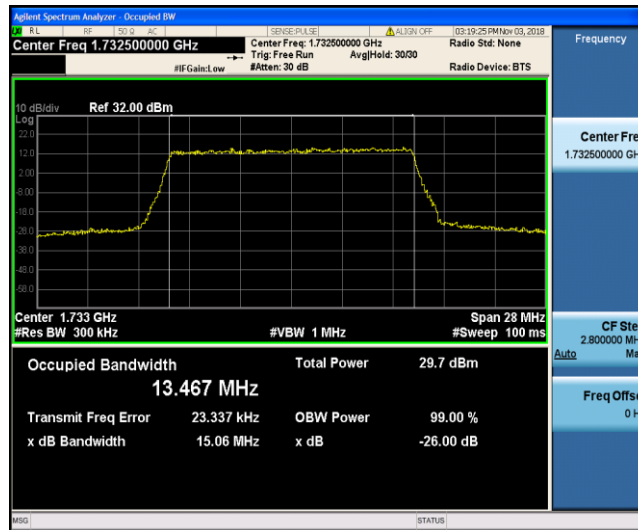 Agilent Spectrum Analyzer - Occupied BW
RL RF 50 Ω AC SENSE:PULSE ALIGN OFF 03:19:25 PM Nov 03, 2018
Center Freq 1.732500000 GHz Center Freq: 1.732500000 GHz Radio Std: None Frequency
Trig: Free Run Avg|Hold: 30/30
#IFGain:Low #Atten: 30 dB Radio Device: BTS
10 dB/div Ref 32.00 dBm
Log
22.0
12.0
2.00
-8.00
-18.0
-28.0
-38.0
-48.0
-58.0
Center Fre
1.732500000 GH
Center 1.733 GHz Span 28 MHz
#Res BW 300 kHz #VBW 1 MHz #Sweep 100 ms
CF Ste
2.800000 MH
Auto Ma
Occupied Bandwidth Total Power 29.7 dBm
13.467 MHz
Transmit Freq Error 23.337 kHz OBW Power 99.00 %
x dB Bandwidth 15.06 MHz x dB -26.00 dB
Freq Offse
0 H
MSG STATUS